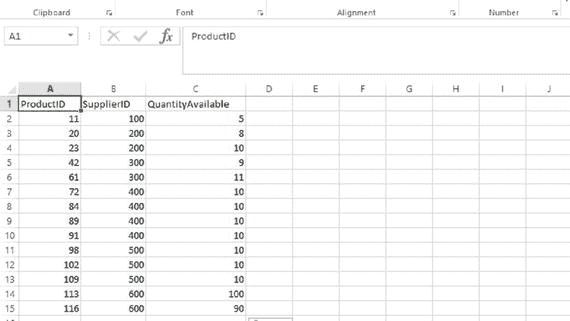 Clipboard Font Alignment Number
A1 fx ProductID
A B C D E F G H I J
1 ProductID SupplierID QuantityAvailable
2 11 100 5
3 20 200 8
4 23 200 10
5 42 300 9
6 61 300 11
7 72 400 10
8 84 400 10
9 89 400 10
10 91 400 10
11 98 500 10
12 102 500 10
13 109 500 10
14 113 600 100
15 116 600 90